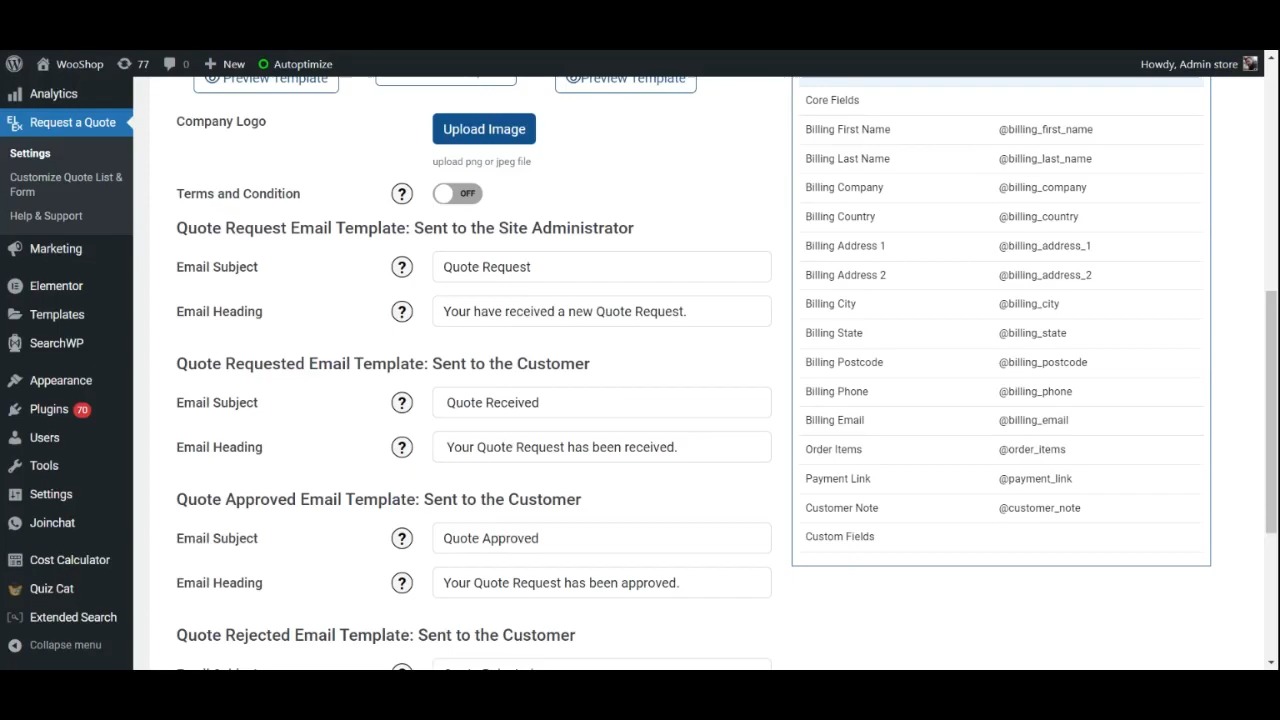 WooShop
77
0
New
Autoptimize
Howdy, Admin store
Analytics
Request a Quote
Settings
Customize Quote List &
Form
Help & Support
Marketing
Elementor
Templates
SearchWP
Appearance
Plugins 70
Users
Tools
Settings
Joinchat
Cost Calculator
Quiz Cat
Extended Search
Collapse menu
Preview Template
Preview Template
Company Logo
Upload Image
upload png or jpeg file
Terms and Condition
?
OFF
Quote Request Email Template: Sent to the Site Administrator
Email Subject ? Quote Request
Email Heading ? Your have received a new Quote Request.
Quote Requested Email Template: Sent to the Customer
Email Subject ? Quote Received
Email Heading ? Your Quote Request has been received.
Quote Approved Email Template: Sent to the Customer
Email Subject ? Quote Approved
Email Heading ? Your Quote Request has been approved.
Quote Rejected Email Template: Sent to the Customer
Core Fields
Billing First Name @billing_first_name
Billing Last Name @billing_last_name
Billing Company @billing_company
Billing Country @billing_country
Billing Address 1 @billing_address_1
Billing Address 2 @billing_address_2
Billing City @billing_city
Billing State @billing_state
Billing Postcode @billing_postcode
Billing Phone @billing_phone
Billing Email @billing_email
Order Items @order_items
Payment Link @payment_link
Customer Note @customer_note
Custom Fields